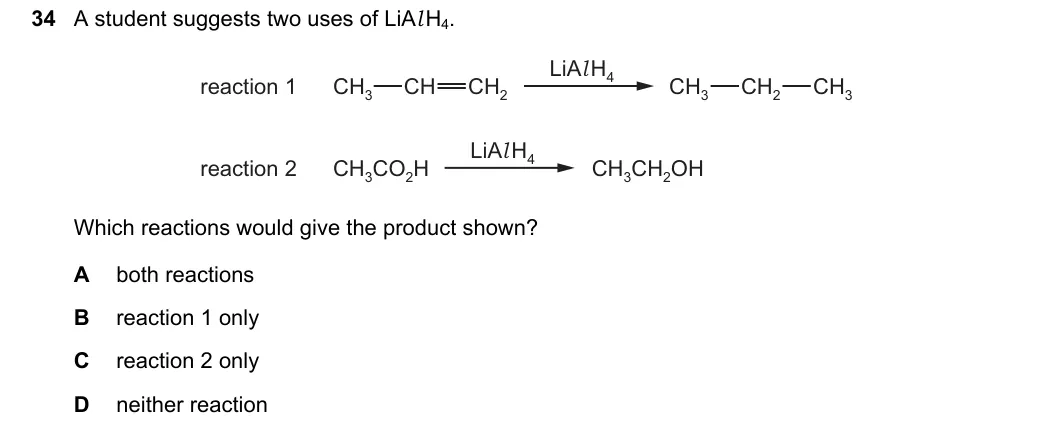 34 A student suggests two uses of LiAlH₄.
reaction 1 CH₃—CH=CH₂ LiAlH₄ CH₃—CH₂—CH₃
reaction 2 CH₃CO₂H LiAlH₄ CH₃CH₂OH
Which reactions would give the product shown?
A both reactions
B reaction 1 only
C reaction 2 only
D neither reaction